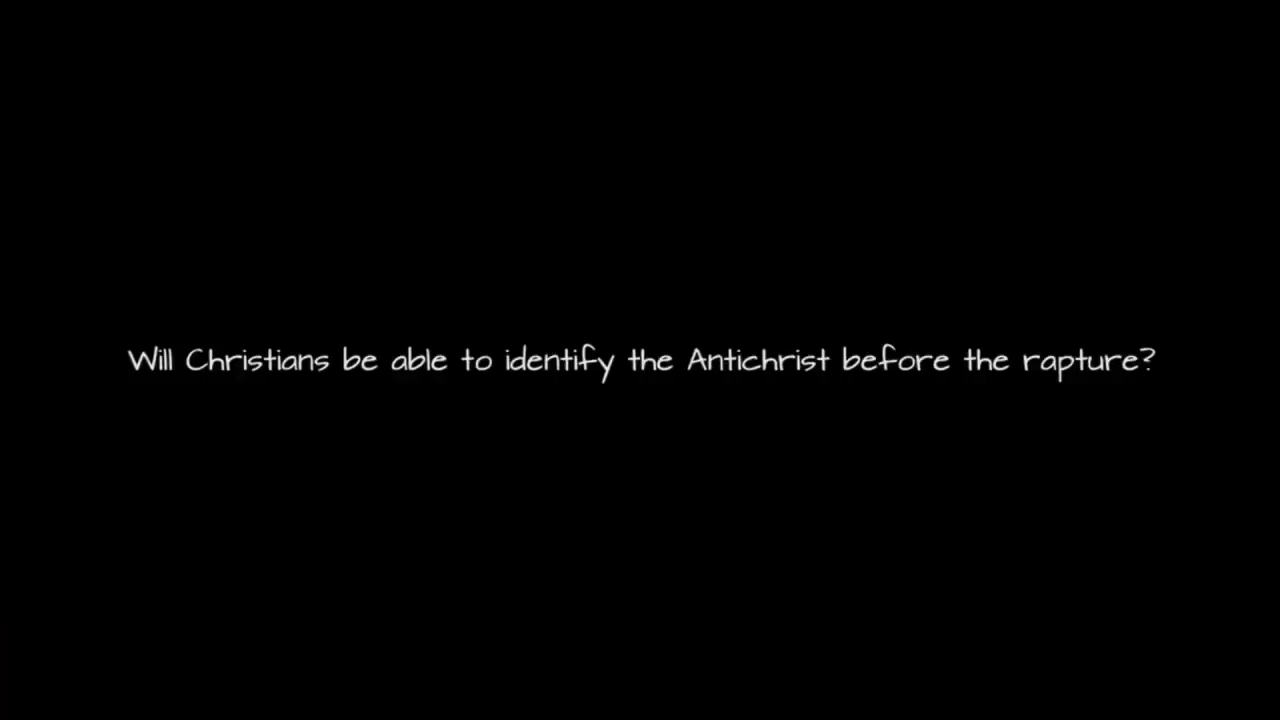 Will Christians be able to identify the Antichrist before the rapture?